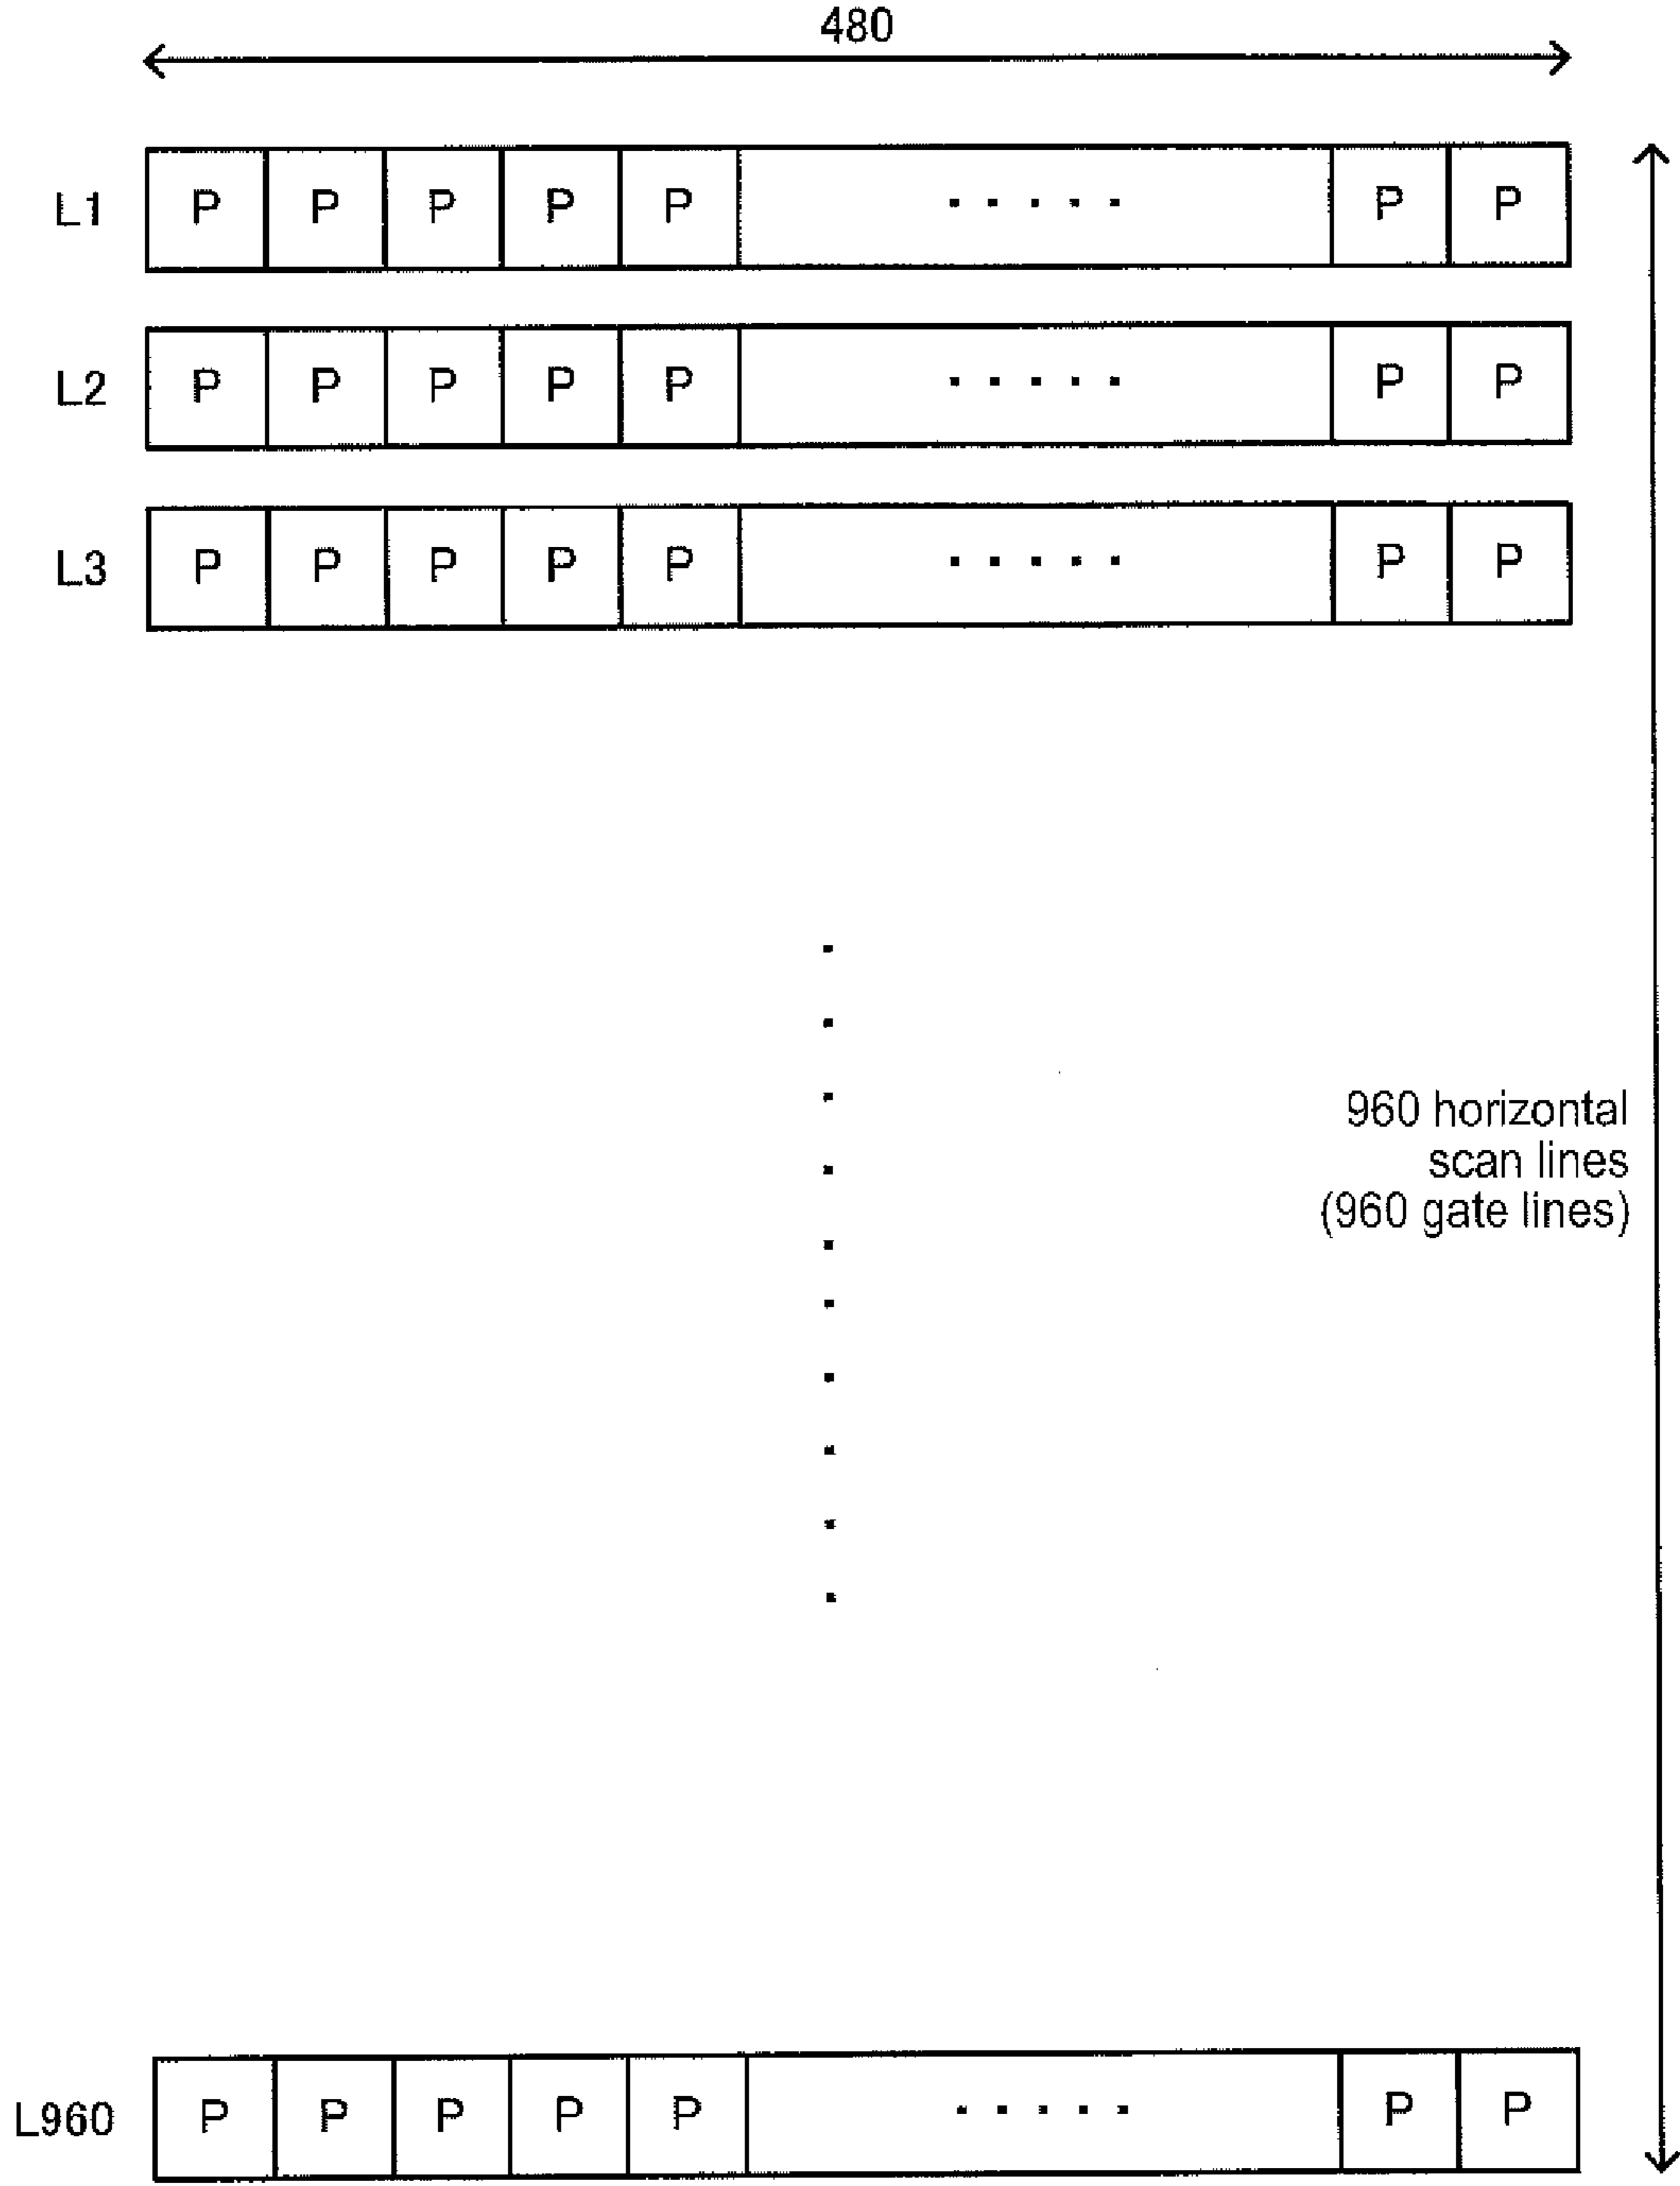 480
L1 P P P P P ..... P P
L2 P P P P P ..... P P
L3 P P P P P ..... P P
960 horizontal
scan lines
(960 gate lines)
L960 P P P P P ..... P P